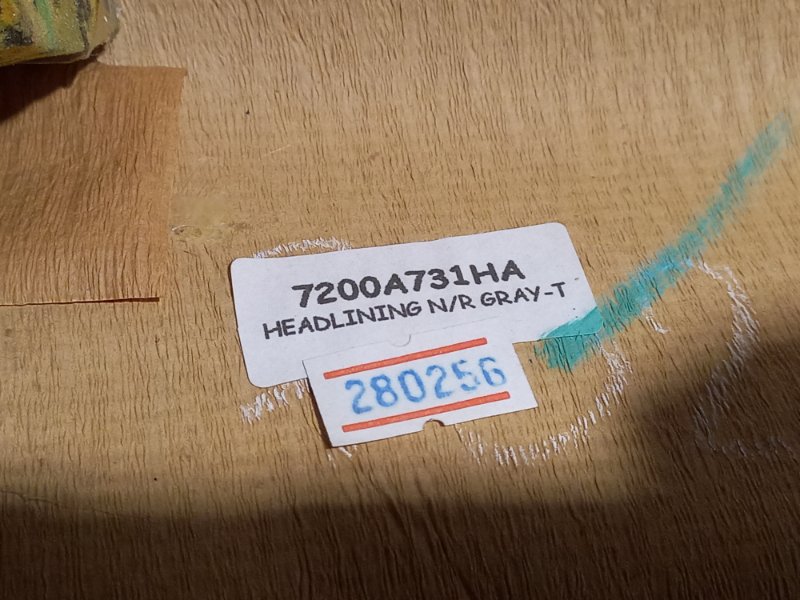 7200A731HA
HEADLINING N/R GRAY-T
280256